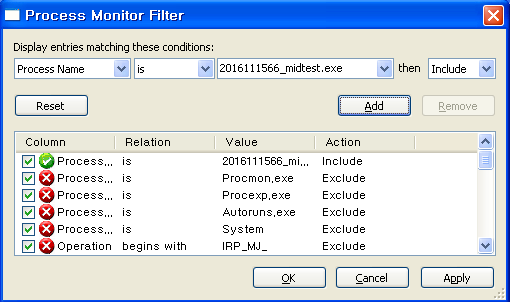 Process Monitor Filter
Display entries matching these conditions:
Process Name is 2016111566_midtest.exe then Include
Reset Add Remove
Column Relation Value Action
Process... is 2016111566_mi... Include
Process... is Procmon.exe Exclude
Process... is Procexp.exe Exclude
Process... is Autoruns.exe Exclude
Process... is System Exclude
Operation begins with IRP_MJ_ Exclude
OK Cancel Apply